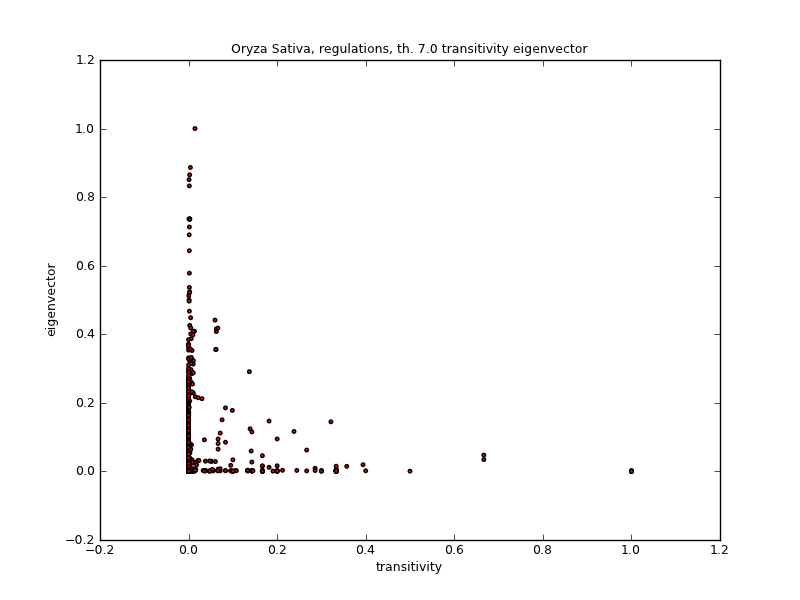 Oryza Sativa, regulations, th. 7.0 transitivity eigenvector
1.2
1.0
0.8
0.6
0.4
0.2
0.0
−0.2
eigenvector
−0.2 0.0 0.2 0.4 0.6 0.8 1.0 1.2
transitivity